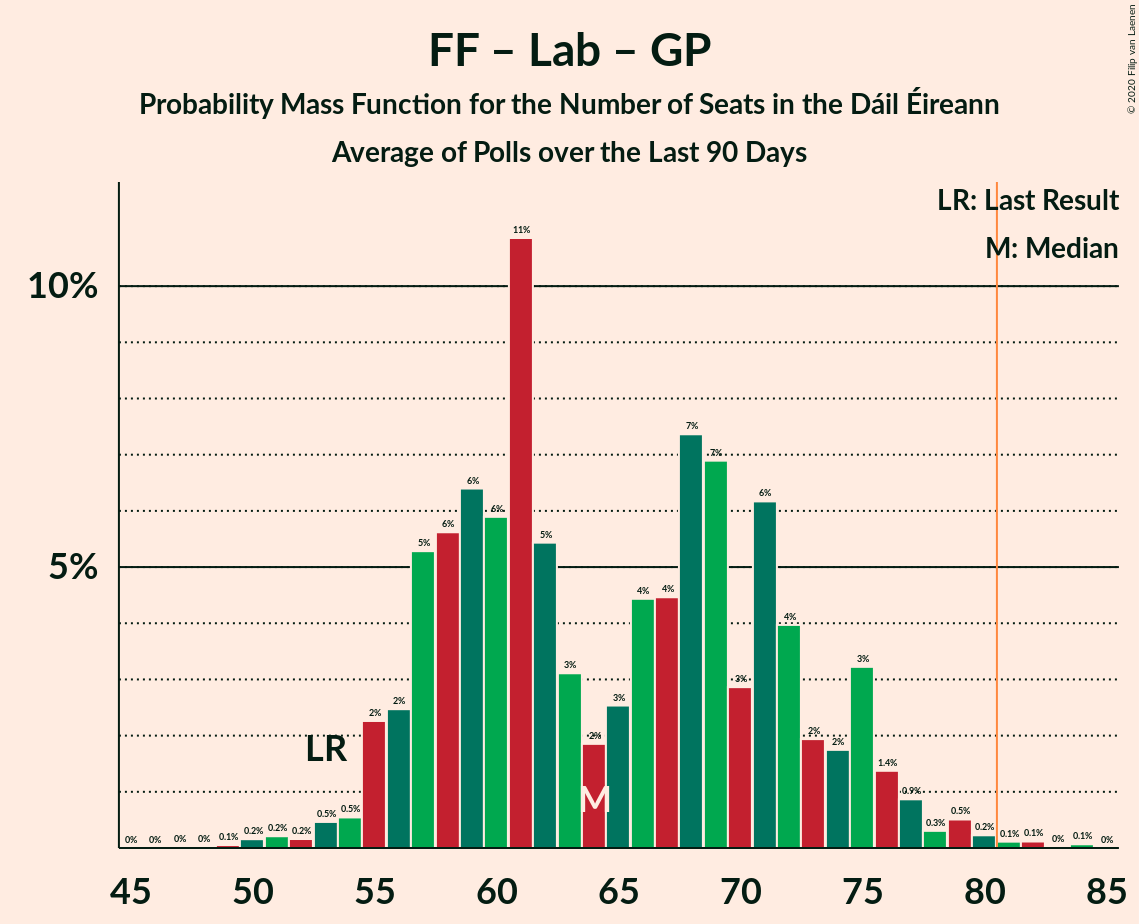 FF – Lab – GP
Probability Mass Function for the Number of Seats in the Dáil Éireann
Average of Polls over the Last 90 Days
© 2020 Filip van Laenen
LR: Last Result
M: Median
10%
5%
0% 0% 0% 0% 0.1% 0.2% 0.2% 0.2% 0.5% 0.5% 2% 2% 5% 6% 6% 6% 11% 5% 3% 2% 3% 4% 4% 7% 7% 3% 6% 4% 2% 2% 3% 1.4% 0.9% 0.3% 0.5% 0.2% 0.1% 0.1% 0% 0.1% 0%
LR
M
45 50 55 60 65 70 75 80 85